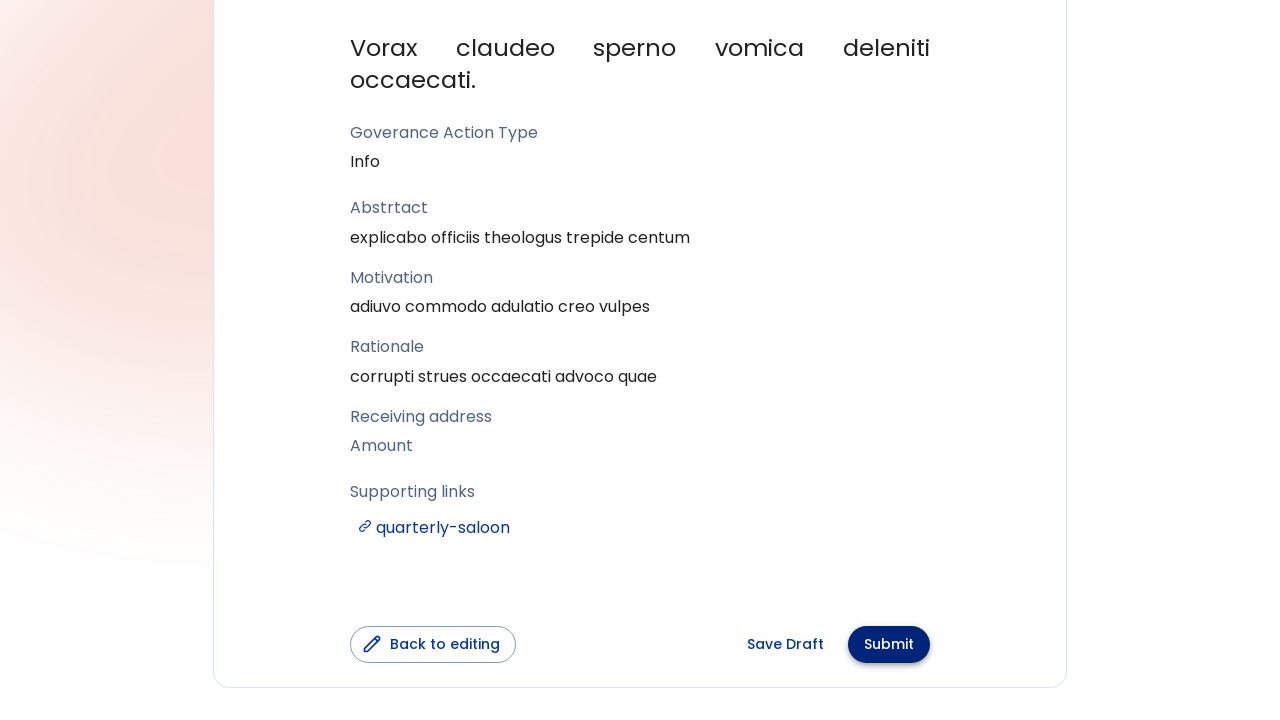 Vorax claudeo sperno vomica deleniti
occaecati.
Goverance Action Type
Info
Abstrtact
explicabo officiis theologus trepide centum
Motivation
adiuvo commodo adulatio creo vulpes
Rationale
corrupti strues occaecati advoco quae
Receiving address
Amount
Supporting links
quarterly-saloon
Back to editing
Save Draft
Submit